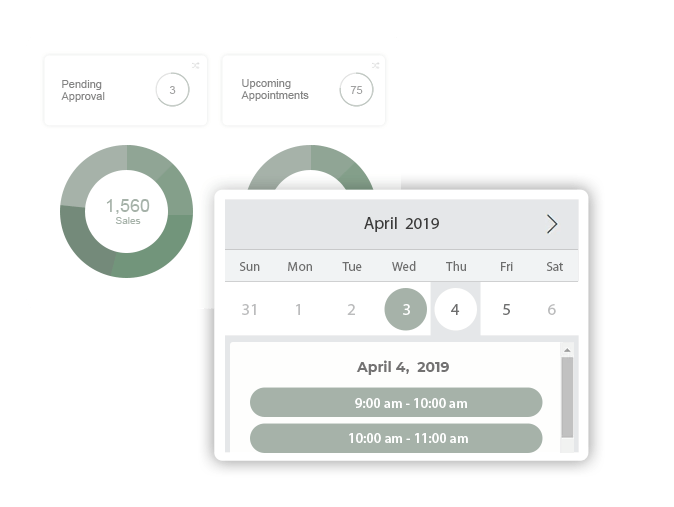 Pending
Approval
3
Upcoming
Appointments
75
1,560
Sales
April 2019
Sun Mon Tue Wed Thu Fri Sat
31 1 2 3 4 5 6
April 4, 2019
9:00 am - 10:00 am
10:00 am - 11:00 am